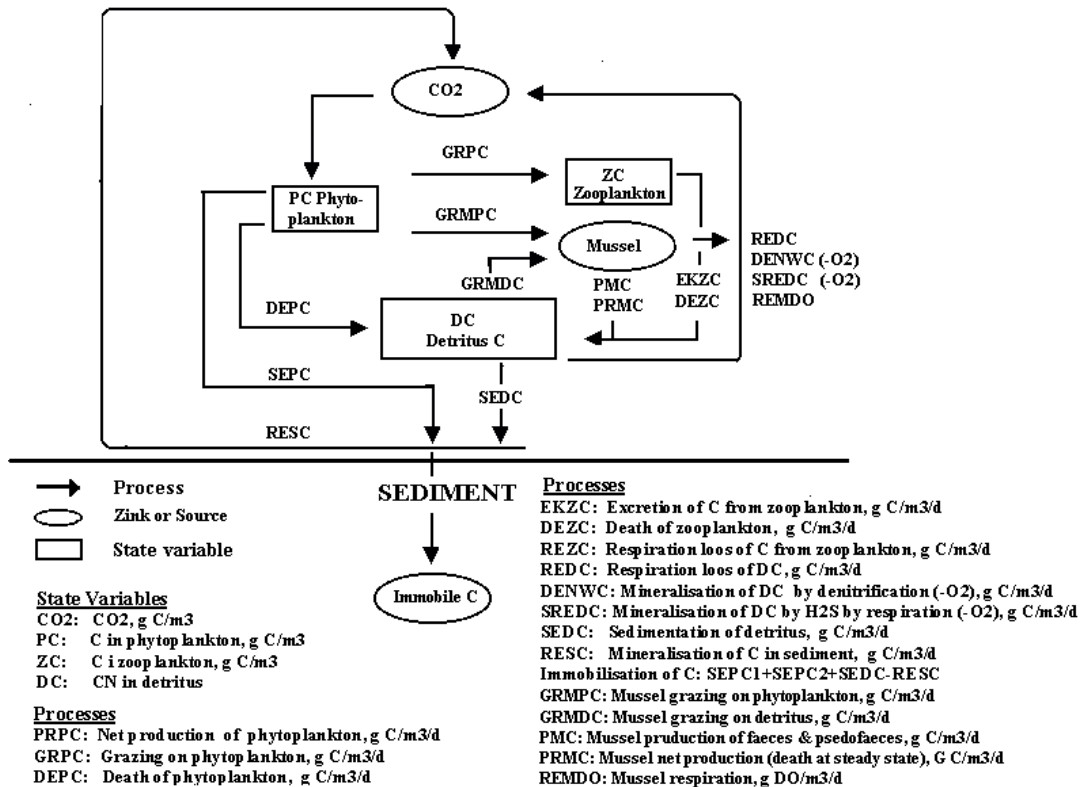 CO2
GRPC
ZC
Zooplankton
PC Phyto-
plankton
GRMPC
Mussel
REDC
DENWC (-O2)
SREDC (-O2)
REMDO
GRMDC
PMC
PRMC
EKZC
DEZC
DEPC
DC
Detritus C
SEPC
SEDC
RESC
SEDIMENT
Immobile C
Process
Zink or Source
State variable
State Variables
CO2: CO2, g C/m3
PC: C in phytoplankton, g C/m3
ZC: C i zooplankton, g C/m3
DC: CN in detritus
Processes
PRPC: Net production of phytoplankton, g C/m3/d
GRPC: Grazing on phytoplankton, g C/m3/d
DEPC: Death of phytoplankton, g C/m3/d
Processes
EKZC: Excretion of C from zooplankton, g C/m3/d
DEZC: Death of zooplankton, g C/m3/d
REZC: Respiration loos of C from zooplankton, g C/m3/d
REDC: Respiration loos of DC, g C/m3/d
DENWC: Mineralisation of DC by denitrification (-O2), g C/m3/d
SREDC: Mineralisation of DC by H2S by respiration (-O2), g C/m3/d
SEDC: Sedimentation of detritus, g C/m3/d
RESC: Mineralisation of C in sediment, g C/m3/d
Immobilisation of C: SEPC1+SEPC2+SEDC-RESC
GRMPC: Mussel grazing on phytoplankton, g C/m3/d
GRMDC: Mussel grazing on detritus, g C/m3/d
PMC: Mussel pruduction of faeces & psedofaeces, g C/m3/d
PRMC: Mussel net production (death at steady state), G C/m3/d
REMDO: Mussel respiration, g DO/m3/d